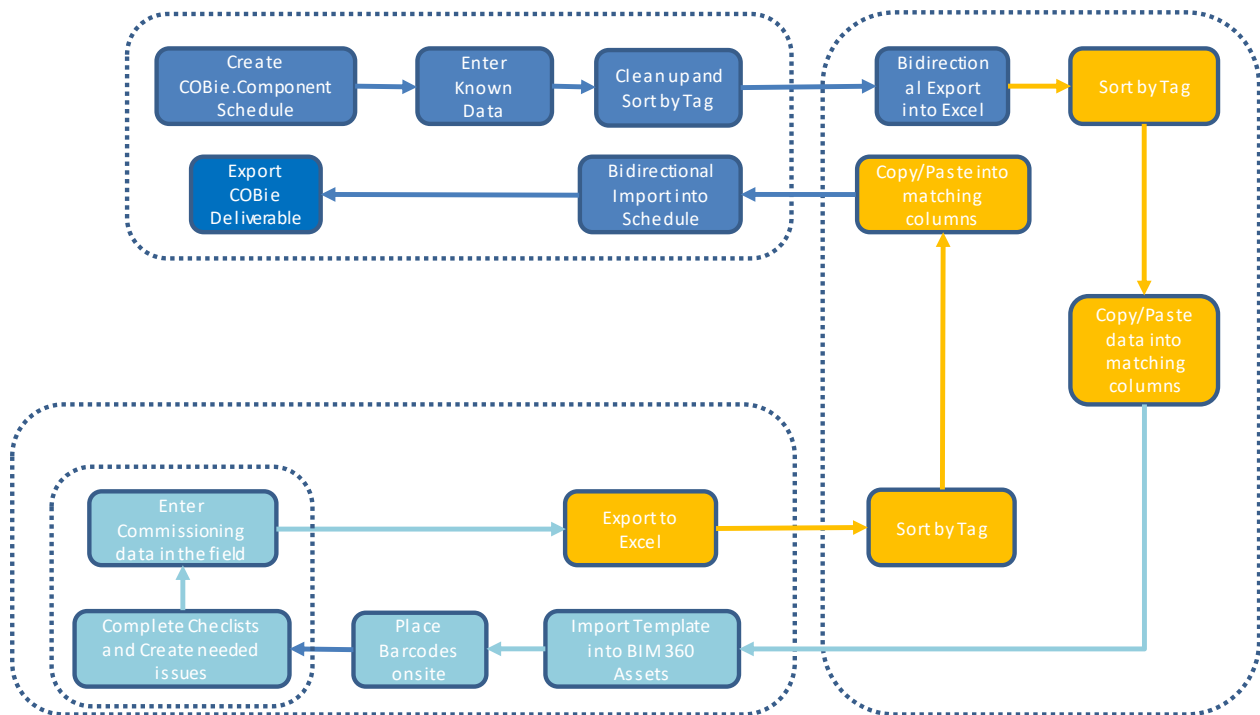 Create
COBie.Component
Schedule
Enter
Known
Data
Clean up and
Sort by Tag
Bidirection
al Export
into Excel
Sort by Tag
Export
COBie
Deliverable
Bidirectional
Import into
Schedule
Copy/Paste into
matching
columns
Copy/Paste
data into
matching
columns
Enter
Commissioning
data in the field
Export to
Excel
Sort by Tag
Complete Checlists
and Create needed
issues
Place
Barcodes
onsite
Import Template
into BIM 360
Assets